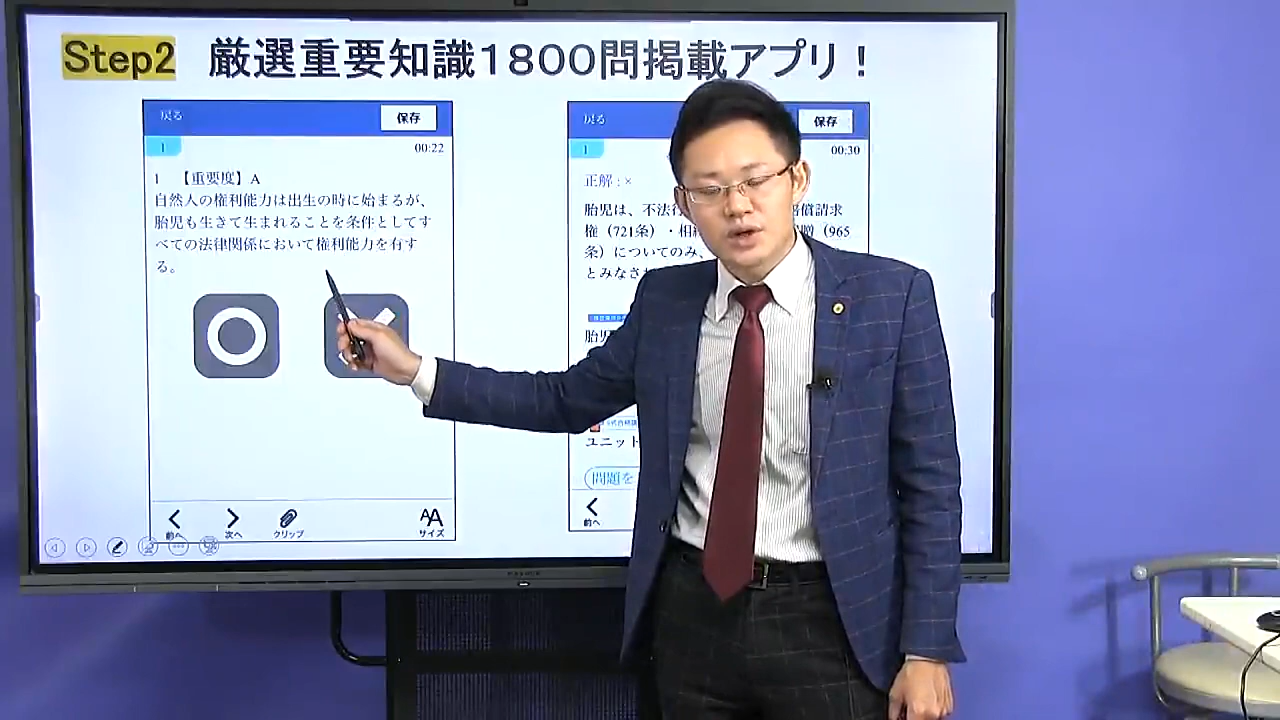 Step2 厳選重要知識1800問掲載アプリ！
戻る 保存
1 00:22
1 【重要度】A
自然人の権利能力は出生の時に始まるが、
胎児も生きて生まれることを条件としてす
べての法律関係において権利能力を有す
る。
前へ 次へ クリップ AA サイズ
戻る 保存
1 00:30
正解：×
胎児は、不法行 償請求
権（721条）・相 贈（965
条）についてのみ、
とみなさ
胎児
ユニット
問題を
前へ